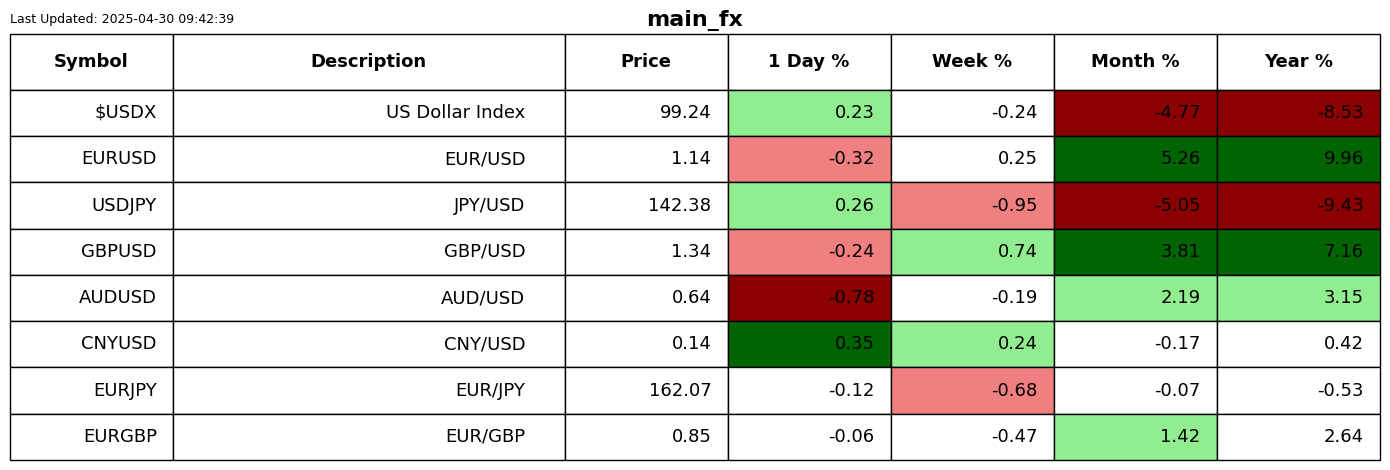 Last Updated: 2025-04-30 09:42:39
main_fx
Symbol Description Price 1 Day % Week % Month % Year %
$USDX US Dollar Index 99.24 0.23 -0.24 -4.77 -8.53
EURUSD EUR/USD 1.14 -0.32 0.25 5.26 9.96
USDJPY JPY/USD 142.38 0.26 -0.95 -5.05 -9.43
GBPUSD GBP/USD 1.34 -0.24 0.74 3.81 7.16
AUDUSD AUD/USD 0.64 -0.78 -0.19 2.19 3.15
CNYUSD CNY/USD 0.14 0.35 0.24 -0.17 0.42
EURJPY EUR/JPY 162.07 -0.12 -0.68 -0.07 -0.53
EURGBP EUR/GBP 0.85 -0.06 -0.47 1.42 2.64